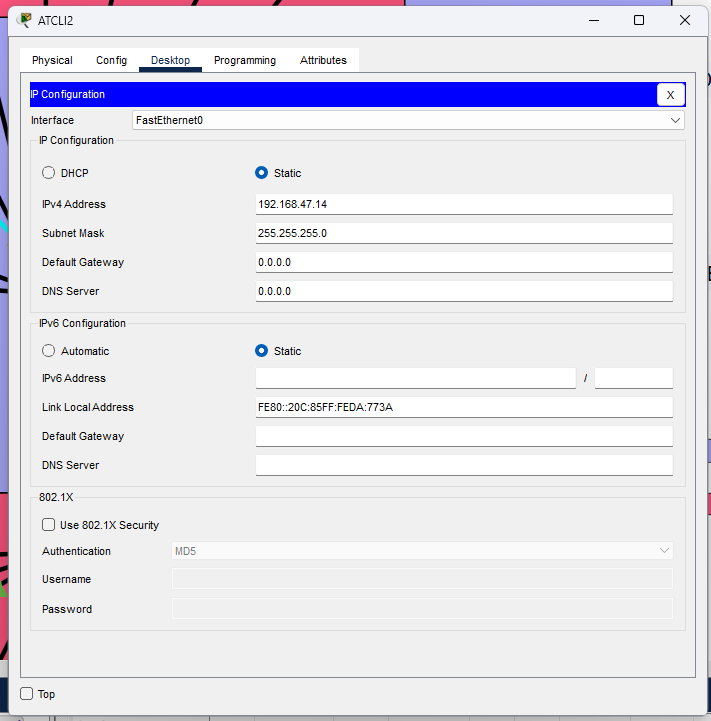 ATCLI2
Physical Config Desktop Programming Attributes
IP Configuration X
Interface FastEthernet0
IP Configuration
DHCP Static
IPv4 Address 192.168.47.14
Subnet Mask 255.255.255.0
Default Gateway 0.0.0.0
DNS Server 0.0.0.0
IPv6 Configuration
Automatic Static
IPv6 Address /
Link Local Address FE80::20C:85FF:FEDA:773A
Default Gateway
DNS Server
802.1X
Use 802.1X Security
Authentication MD5
Username
Password
Top